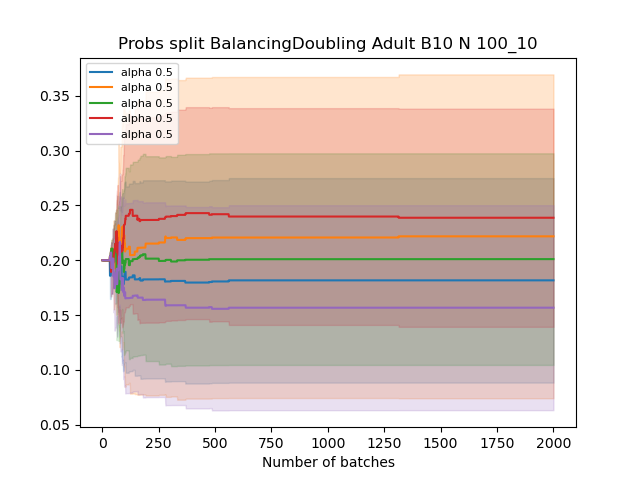 Probs split BalancingDoubling Adult B10 N 100_10
alpha 0.5
alpha 0.5
alpha 0.5
alpha 0.5
alpha 0.5
0.35
0.30
0.25
0.20
0.15
0.10
0.05
0 250 500 750 1000 1250 1500 1750 2000
Number of batches